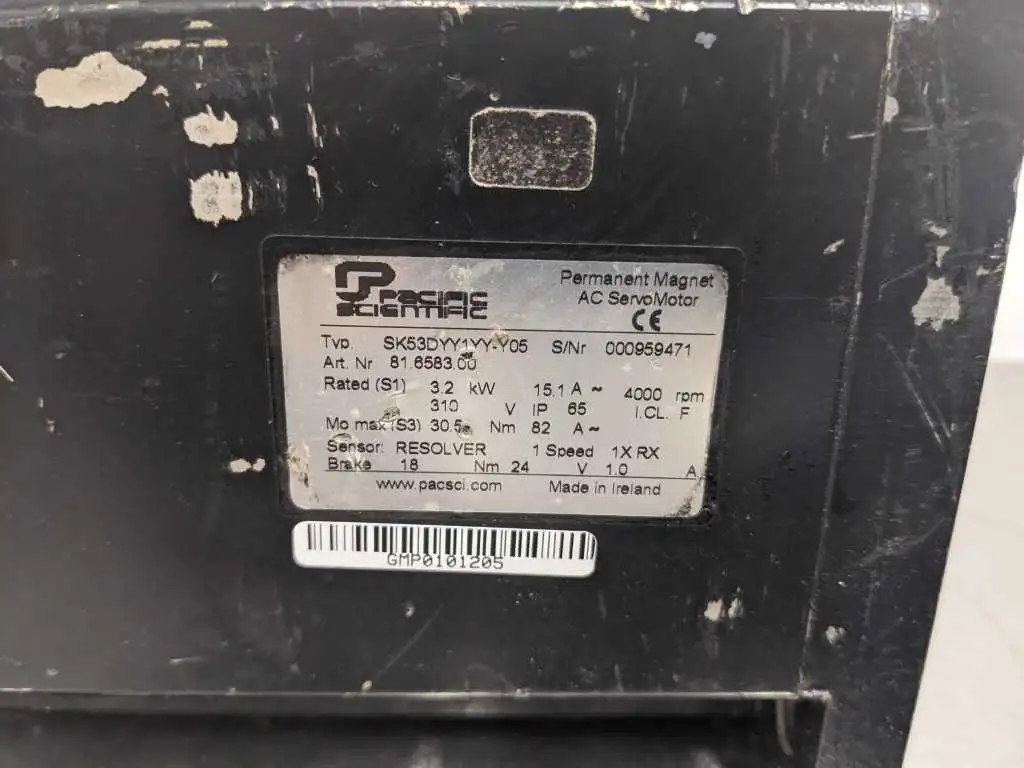 PACIFIC
SCIENTIFIC
Permanent Magnet
AC ServoMotor
CE
Typ. SK53DYY1YY-Y05 S/Nr 000959471
Art. Nr 81.6583.00
Rated (S1) 3.2 kW 15.1 A ~ 4000 rpm
310 V IP 65 I.CL. F
Mo max (S3) 30.5 Nm 82 A ~
Sensor: RESOLVER 1 Speed 1X RX
Brake 18 Nm 24 V 1.0 A
www.pacsci.com Made in Ireland
GMP0101205